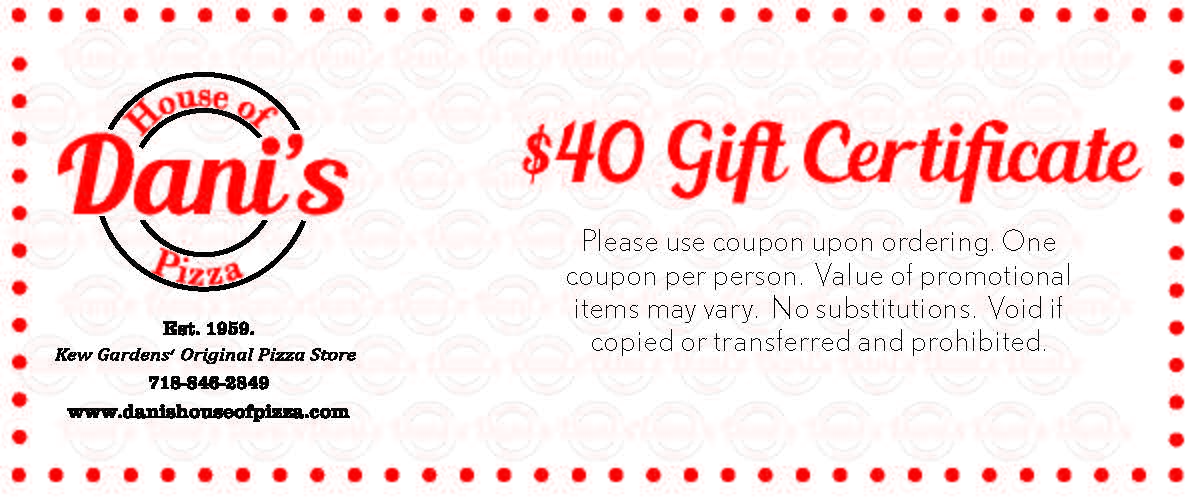 House of
Dani's
Pizza
Est. 1959.
Kew Gardens' Original Pizza Store
718-846-2849
www.danishouseofpizza.com
$40 Gift Certificate
Please use coupon upon ordering. One
coupon per person. Value of promotional
items may vary. No substitutions. Void if
copied or transferred and prohibited.